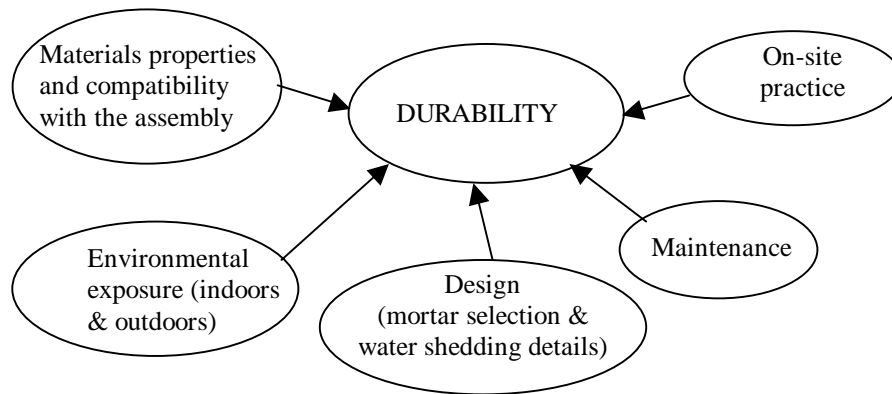 Materials properties
and compatibility
with the assembly
DURABILITY
On-site
practice
Environmental
exposure (indoors
& outdoors)
Design
(mortar selection &
water shedding details)
Maintenance